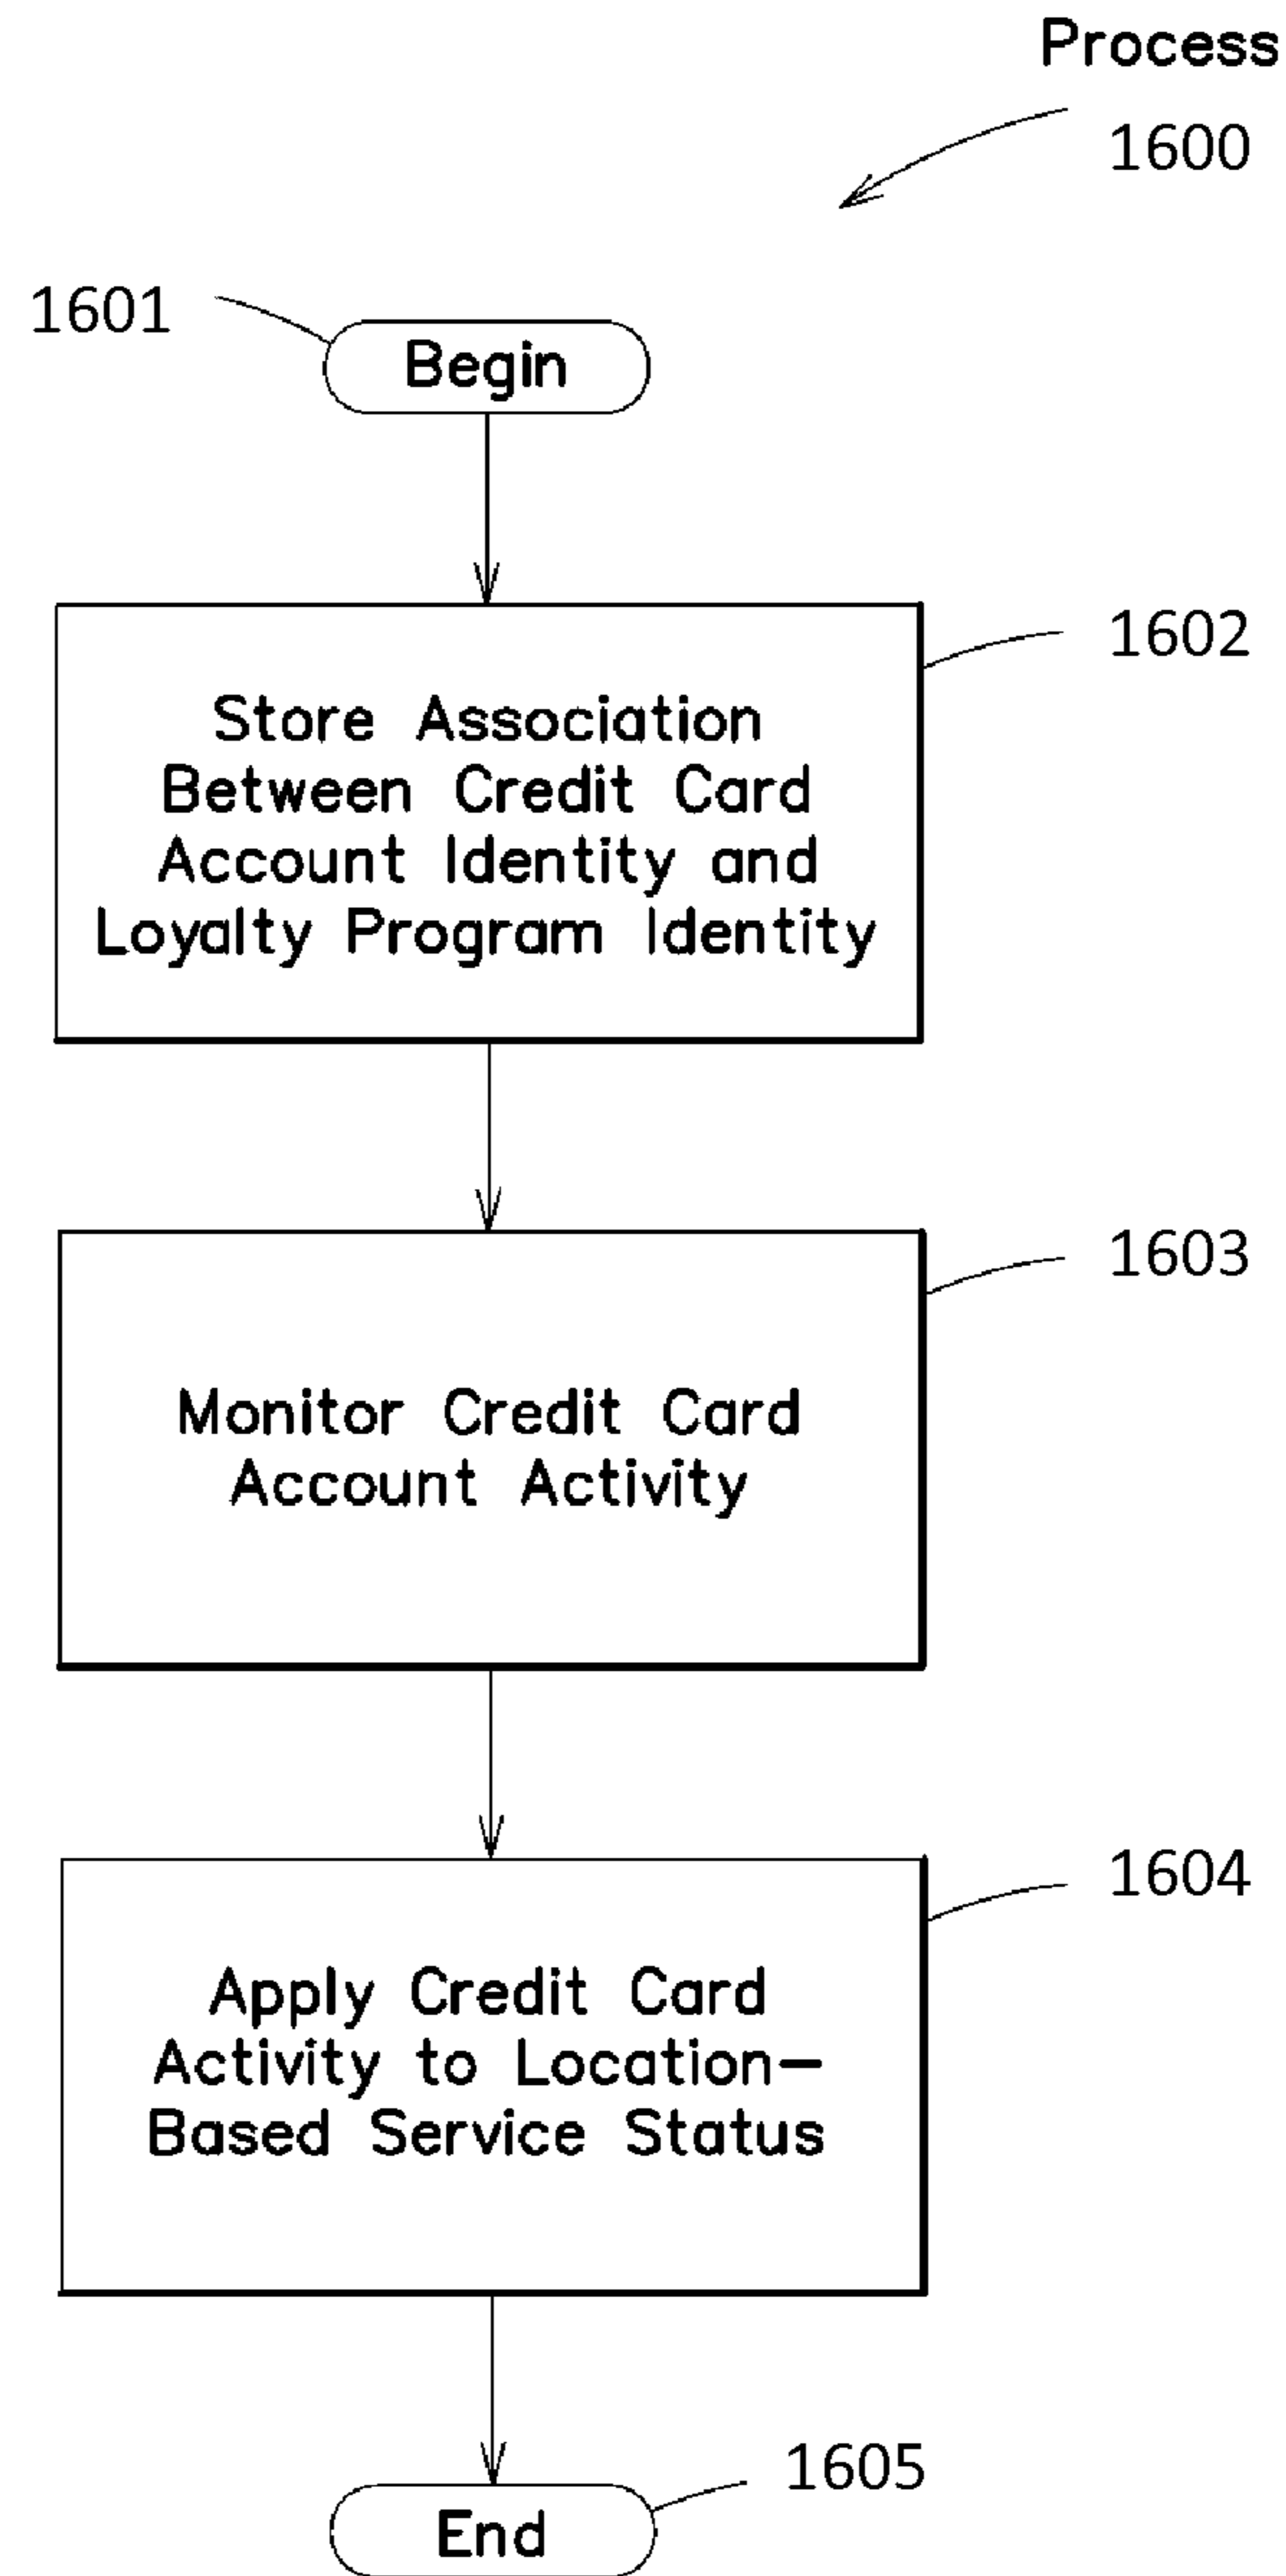 Process
1600
1601
Begin
1602
Store Association
Between Credit Card
Account Identity and
Loyalty Program Identity
1603
Monitor Credit Card
Account Activity
1604
Apply Credit Card
Activity to Location-
Based Service Status
1605
End